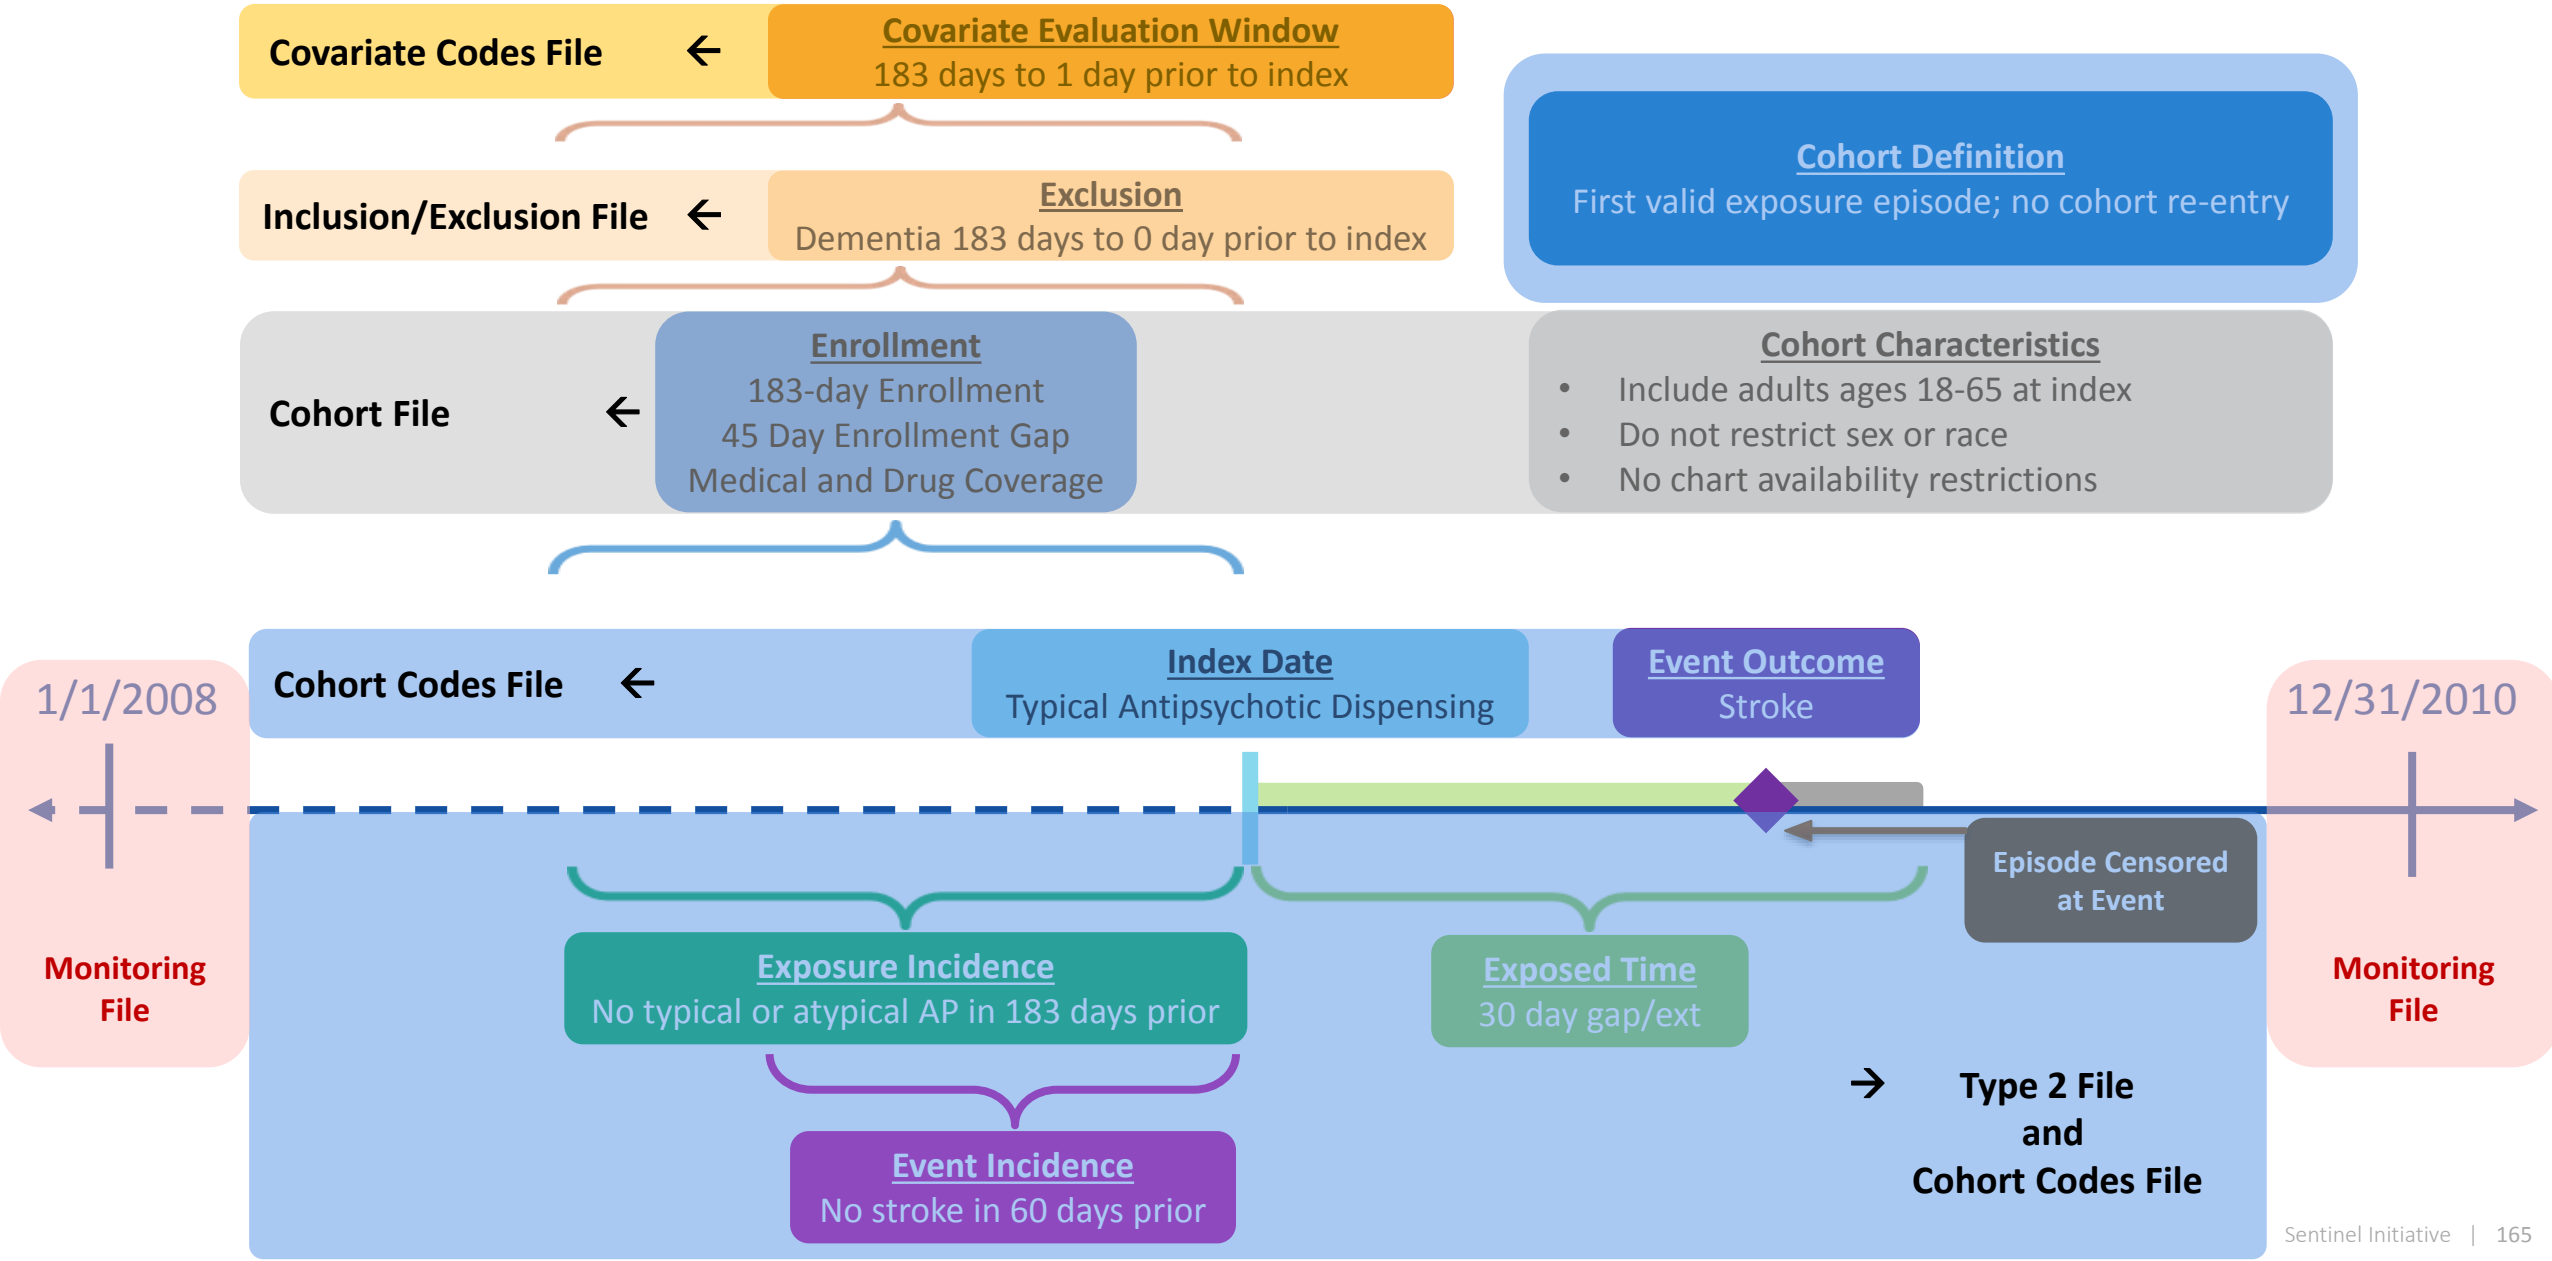 Covariate Codes File ←
Covariate Evaluation Window
183 days to 1 day prior to index
Cohort Definition
First valid exposure episode; no cohort re-entry
Inclusion/Exclusion File ←
Exclusion
Dementia 183 days to 0 day prior to index
Cohort File ←
Enrollment
183-day Enrollment
45 Day Enrollment Gap
Medical and Drug Coverage
Cohort Characteristics
• Include adults ages 18-65 at index
• Do not restrict sex or race
• No chart availability restrictions
Cohort Codes File ←
Index Date
Typical Antipsychotic Dispensing
Event Outcome
Stroke
1/1/2008
Monitoring
File
12/31/2010
Monitoring
File
Episode Censored
at Event
Exposure Incidence
No typical or atypical AP in 183 days prior
Exposed Time
30 day gap/ext
Event Incidence
No stroke in 60 days prior
→ Type 2 File
and
Cohort Codes File
Sentinel Initiative | 165